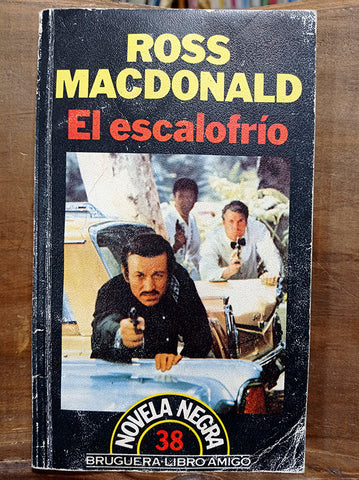 ROSS
MACDONALD
El escalofrío
NOVELA NEGRA
38
BRUGUERA-LIBRO AMIGO